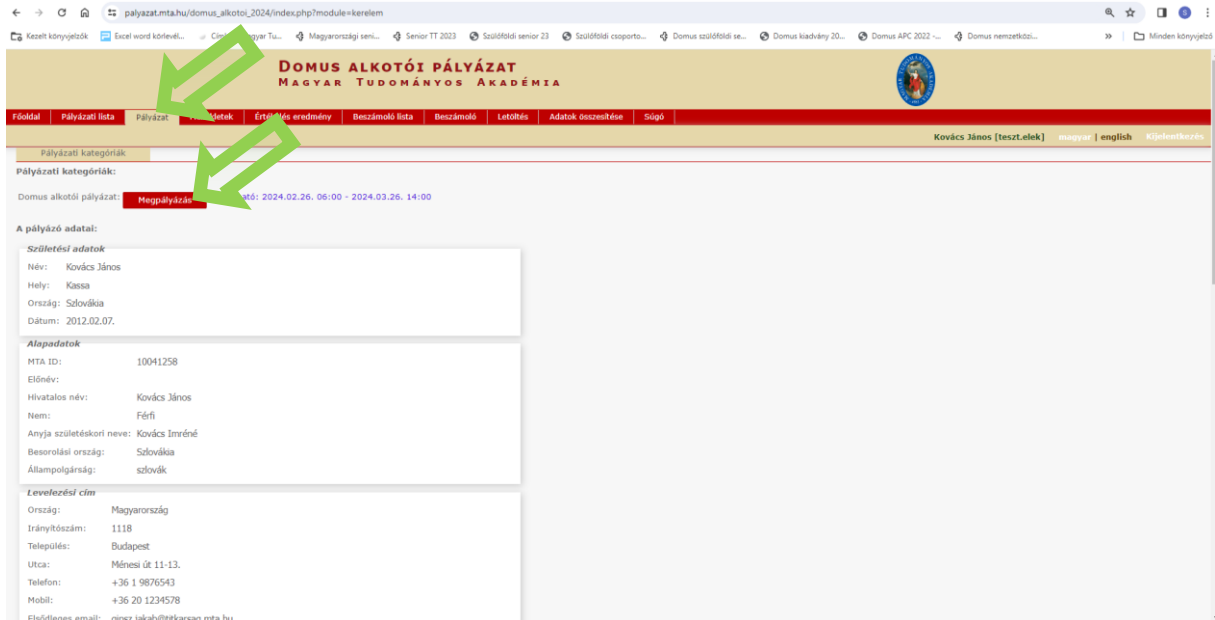 palyazat.mta.hu/domus_alkotoi_2024/index.php?module=kerelem
Kezelt könyvjelzők Excel word körlevél... Magyarországi seni... Senior TT 2023 Szülőföldi senior 23 Szülőföldi csoporto... Domus szülőföldi se... Domus kiadvány 20... Domus APC 2022 -... Domus nemzetközi... » Minden könyvjelző
DOMUS ALKOTÓI PÁLYÁZAT
MAGYAR TUDOMÁNYOS AKADÉMIA
Főoldal Pályázati lista Pályázat Értékelés eredmény Beszámoló lista Beszámoló Letöltés Adatok összesítése Súgó
Kovács János [teszt.elek] magyar | english Kijelentkezés
Pályázati kategóriák
Pályázati kategóriák:
Domus alkotói pályázat: Megpályázás 2024.02.26. 06:00 - 2024.03.26. 14:00
A pályázó adatai:
Születési adatok
Név: Kovács János
Hely: Kassa
Ország: Szlovákia
Dátum: 2012.02.07.
Alapadatok
MTA ID: 10041258
Előnév:
Hivatalos név: Kovács János
Nem: Férfi
Anyja születéskori neve: Kovács Imréné
Besorolási ország: Szlovákia
Állampolgárság: szlovák
Levelezési cím
Ország: Magyarország
Irányítószám: 1118
Település: Budapest
Utca: Ménesi út 11-13.
Telefon: +36 1 9876543
Mobil: +36 20 1234578
Elsődleges email: gipsz.jakab@titkarsag.mta.hu